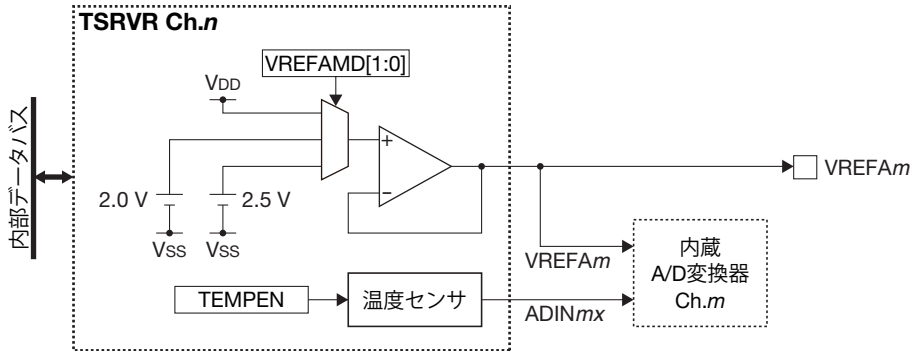 TSRVR Ch.n
VREFAMD[1:0]
VDD
内部データバス
2.0 V
2.5 V
VSS
VSS
+
−
VREFAm
VREFAm
内蔵
A/D変換器
Ch.m
TEMPEN
温度センサ
ADINmx